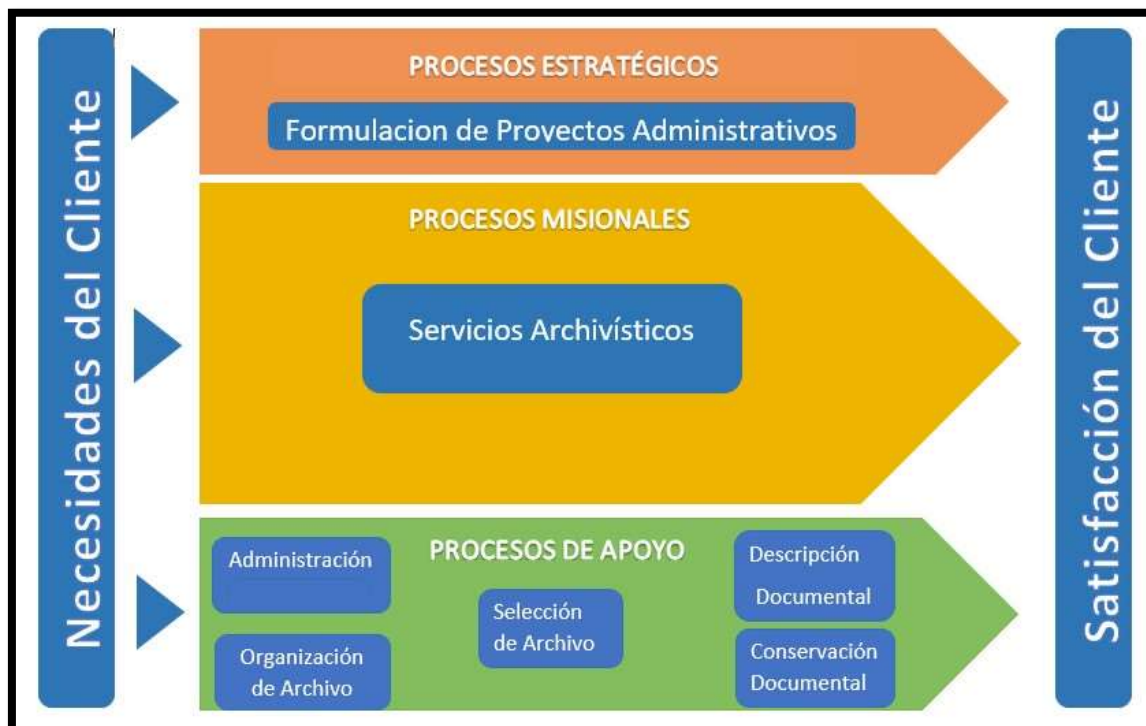 Necesidades del Cliente
PROCESOS ESTRATÉGICOS
Formulacion de Proyectos Administrativos
PROCESOS MISIONALES
Servicios Archivísticos
PROCESOS DE APOYO
Administración
Organización
de Archivo
Selección
de Archivo
Descripción
Documental
Conservación
Documental
Satisfacción del Cliente